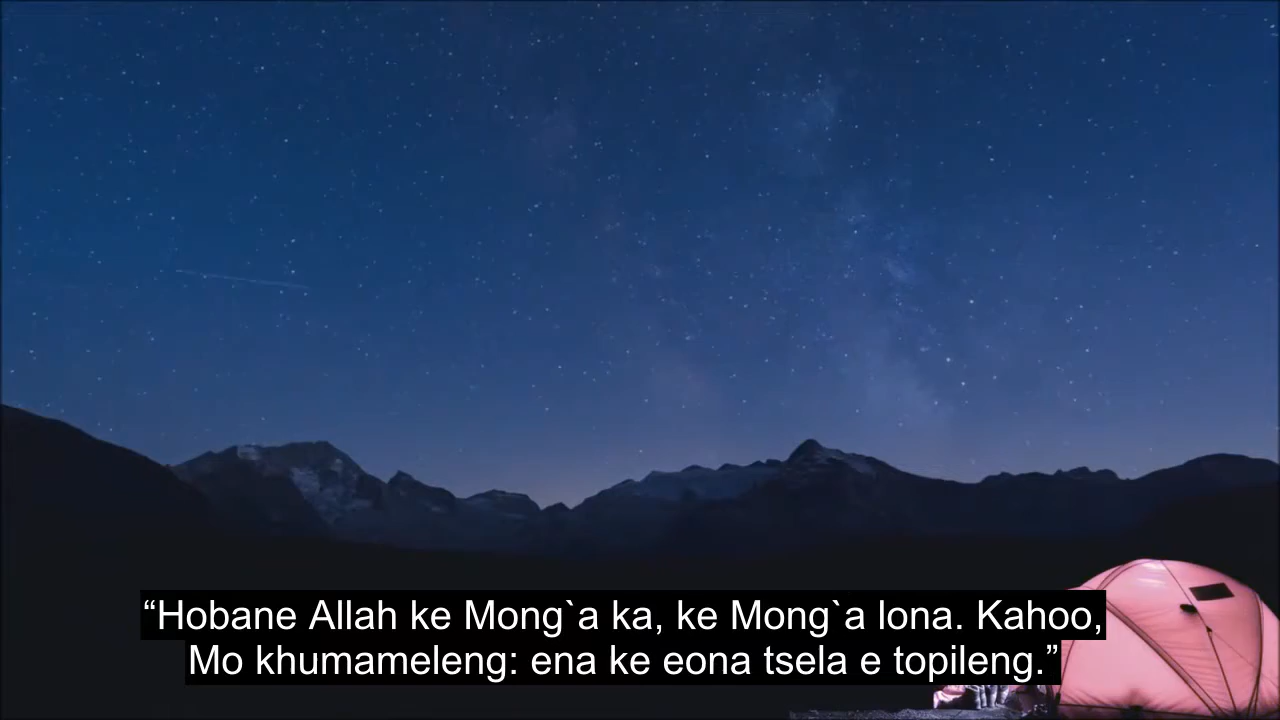 “Hobane Allah ke Mong`a ka, ke Mong`a lona. Kahoo,
Mo khumameleng: ena ke eona tsela e topileng.”